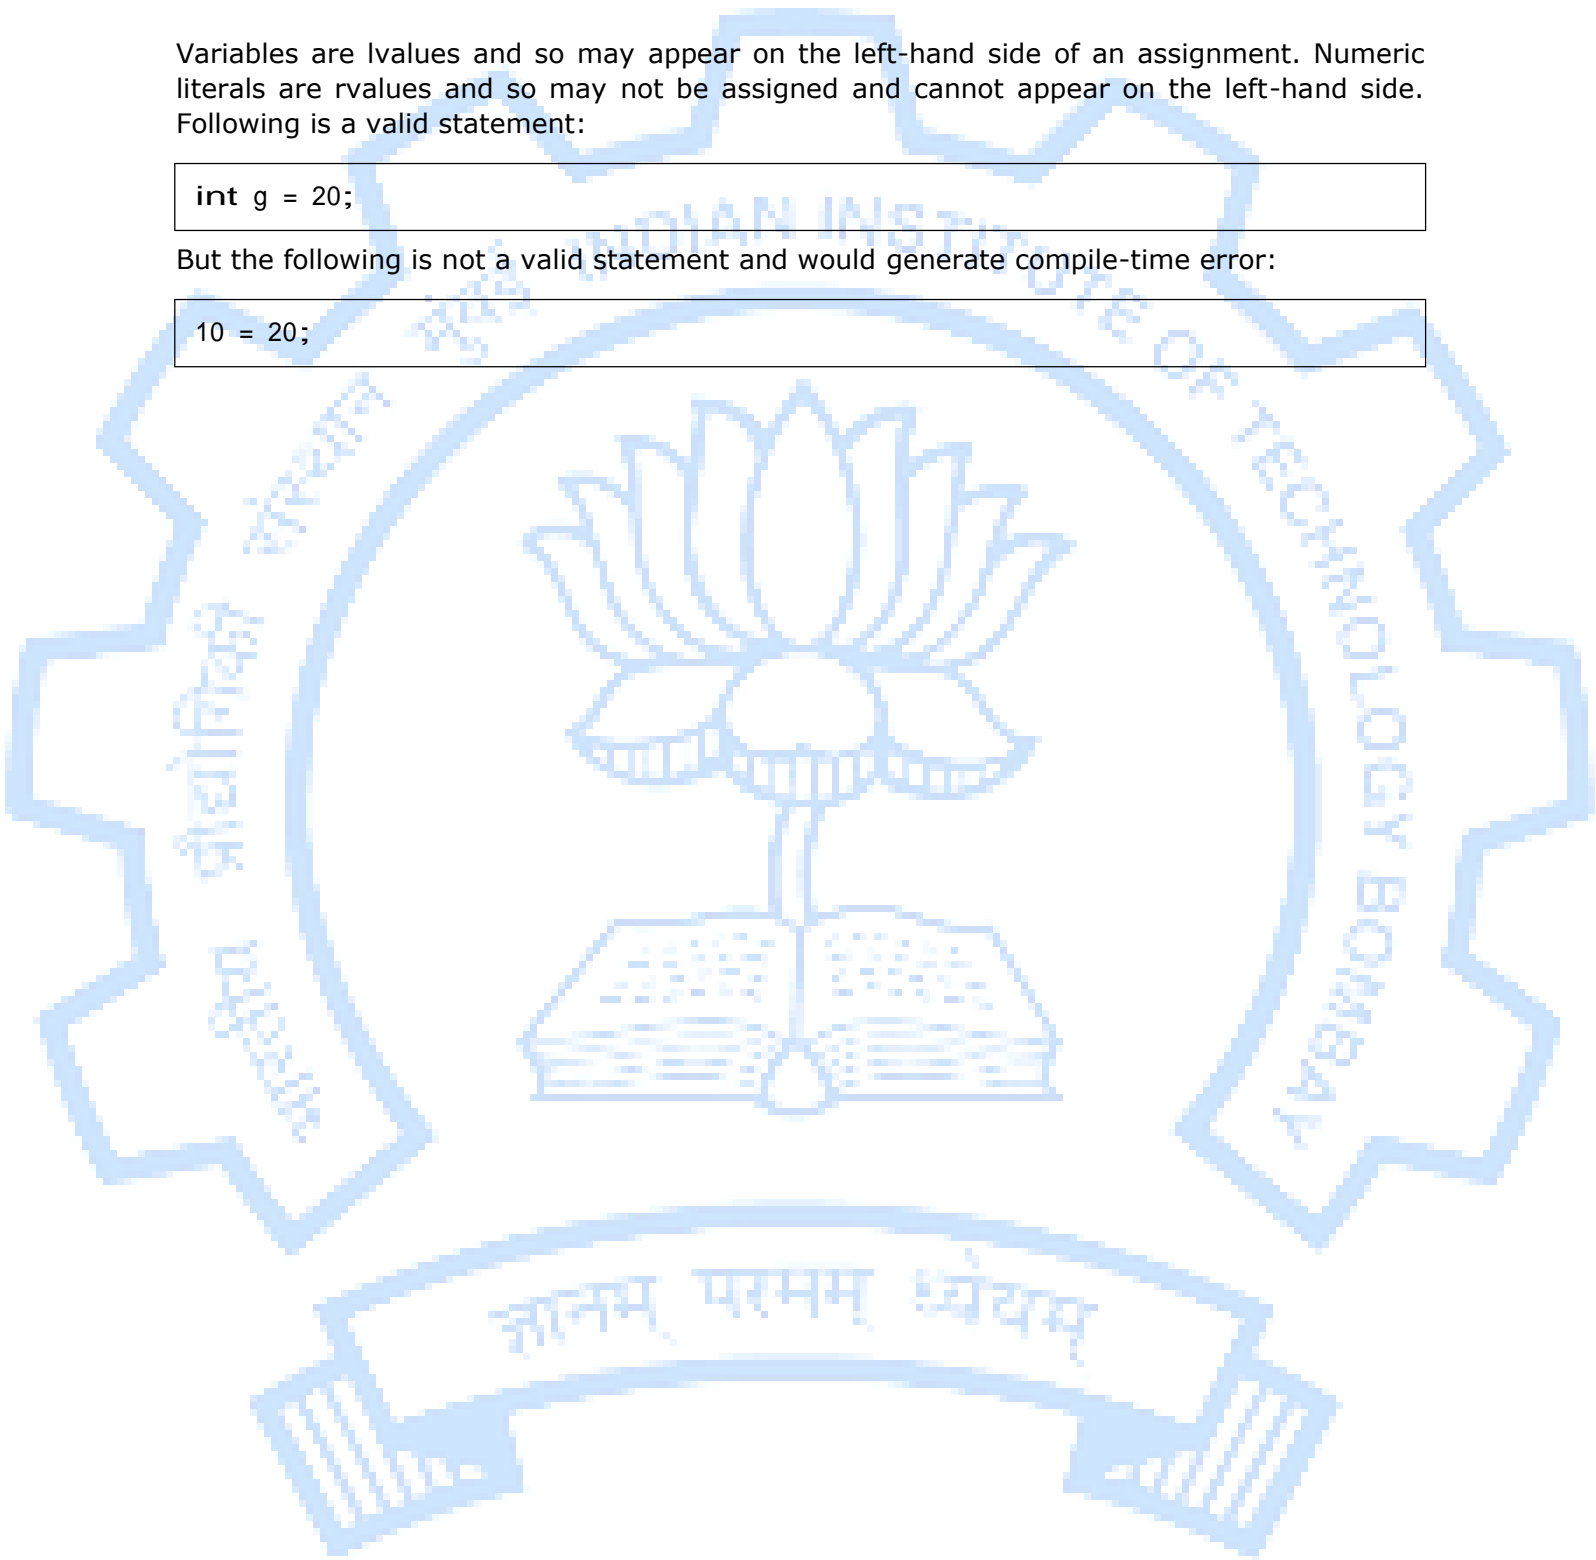 Variables are lvalues and so may appear on the left-hand side of an assignment. Numeric
literals are rvalues and so may not be assigned and cannot appear on the left-hand side.
Following is a valid statement:
int g = 20;
But the following is not a valid statement and would generate compile-time error:
10 = 20;
INDIAN INSTITUTE OF TECHNOLOGY BOMBAY
भारतीय प्रौद्योगिकी संस्थान मुंबई
ज्ञानम् परमम् ध्येयम्